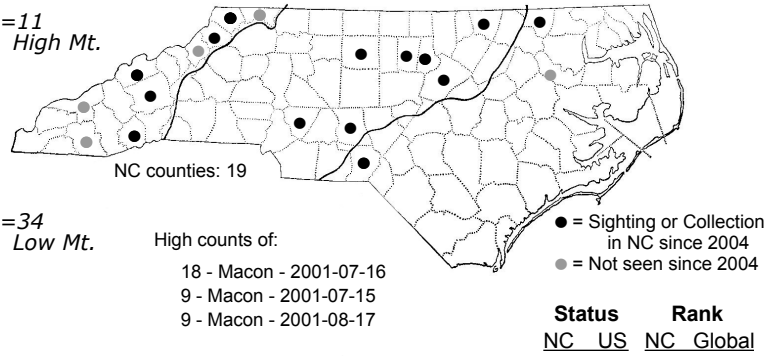 =11
High Mt.
NC counties: 19
=34
Low Mt.
High counts of:
18 - Macon - 2001-07-16
9 - Macon - 2001-07-15
9 - Macon - 2001-08-17
= Sighting or Collection
in NC since 2004
= Not seen since 2004
Status Rank
NC US NC Global